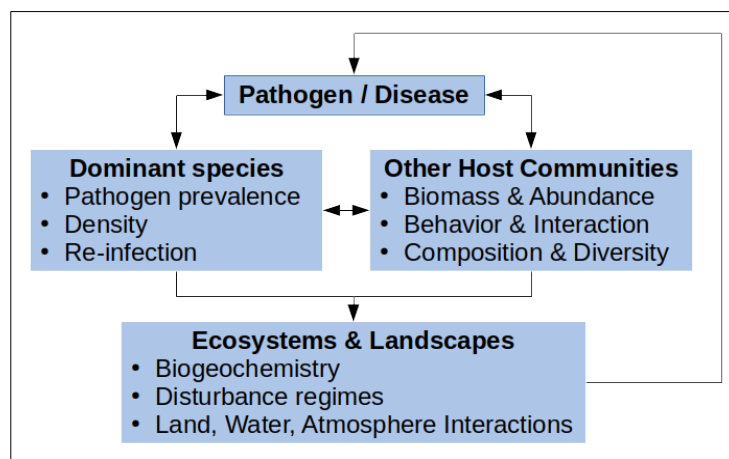 Pathogen / Disease
Dominant species
• Pathogen prevalence
• Density
• Re-infection
Other Host Communities
• Biomass & Abundance
• Behavior & Interaction
• Composition & Diversity
Ecosystems & Landscapes
• Biogeochemistry
• Disturbance regimes
• Land, Water, Atmosphere Interactions